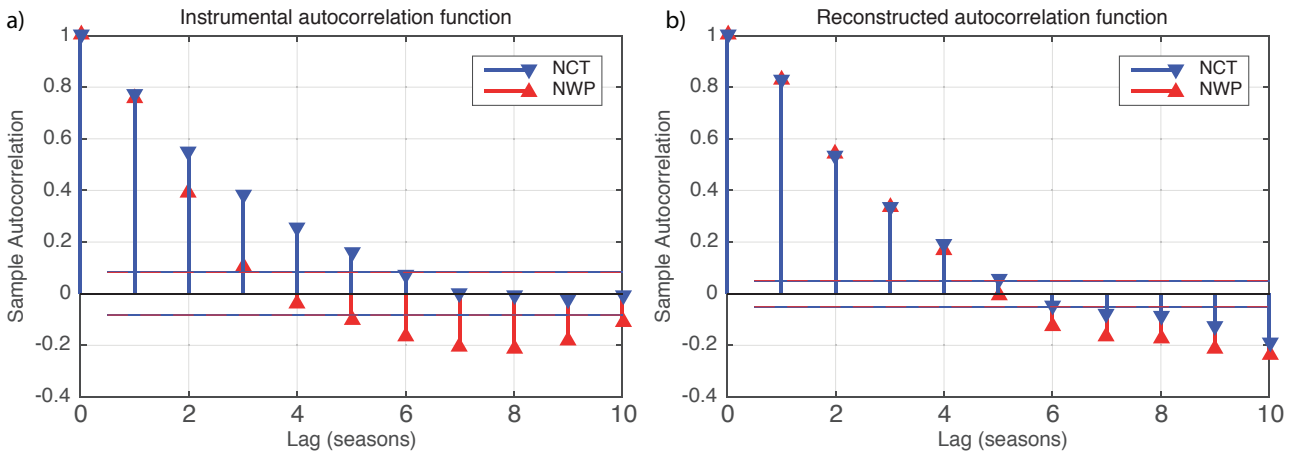 a)
Instrumental autocorrelation function
Sample Autocorrelation
1
0.8
0.6
0.4
0.2
0
-0.2
-0.4
NCT
NWP
0 2 4 6 8 10
Lag (seasons)
b)
Reconstructed autocorrelation function
Sample Autocorrelation
1
0.8
0.6
0.4
0.2
0
-0.2
-0.4
NCT
NWP
0 2 4 6 8 10
Lag (seasons)